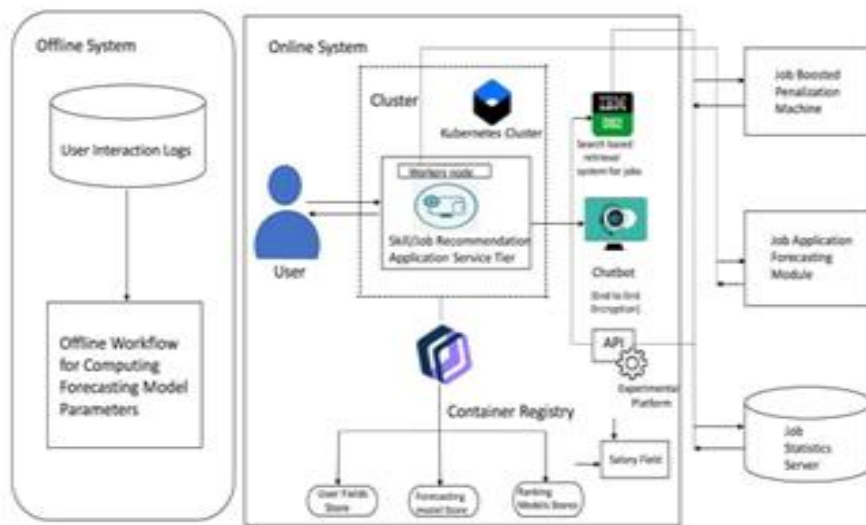 Offline System
User Interaction Logs
Offline Workflow
for Computing
Forecasting Model
Parameters
Online System
Cluster
Kubernetes Cluster
Workers node
Skill/Job Recommendation
Application Service Tier
User
IBM
DB2
Search based
retrieval
system for jobs
Chatbot
(End to End
Encryption)
API
Experimental
Platform
Container Registry
User Fields
Store
Forecasting
model Store
Ranking
Models Stores
Salary Field
Job Boosted
Penalization
Machine
Job Application
Forecasting
Module
Job
Statistics
Server